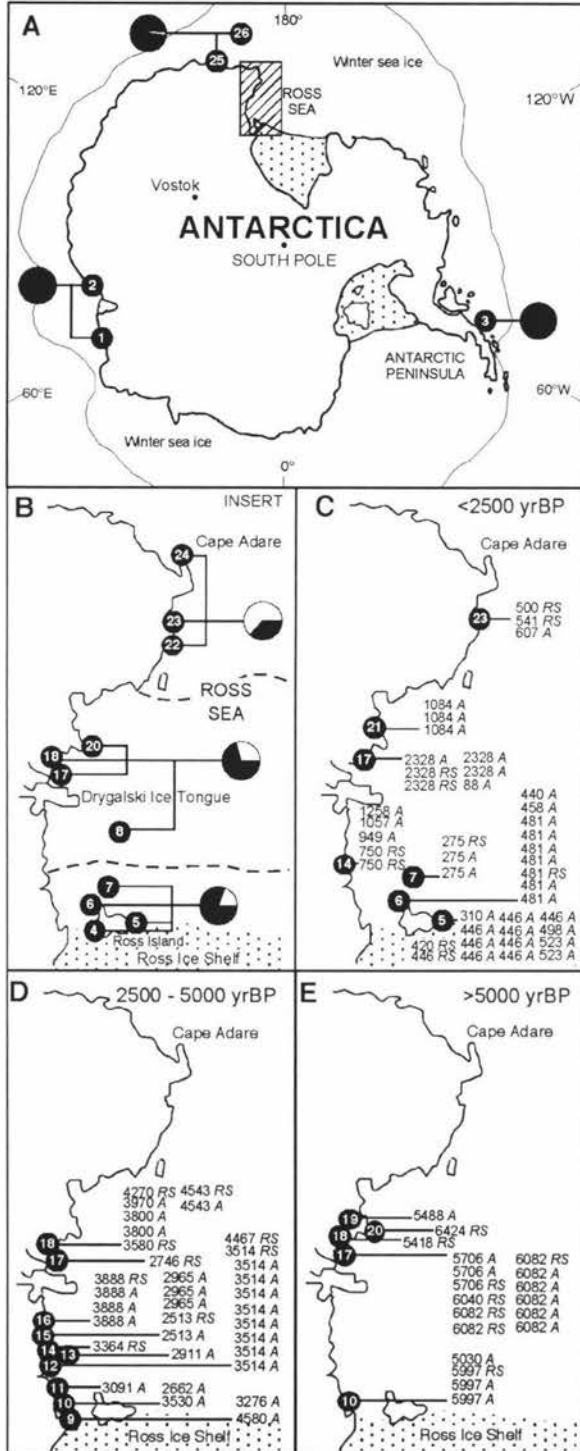 A
180°
26
25
Winter sea ice
120°E
ROSS
SEA
120°W
Vostok
ANTARCTICA
SOUTH POLE
2
3
1
ANTARCTIC
PENINSULA
60°E
60°W
Winter sea ice
0°
B
INSERT
Cape Adare
24
23
22
ROSS
SEA
20
18
17
Drygalski Ice Tongue
8
7
6
5
4
Ross Island
Ross Ice Shelf
C
<2500 yrBP
Cape Adare
23
500 RS
541 RS
607 A
21
1084 A
1084 A
1084 A
17
2328 A 2328 A
2328 RS 2328 A
2328 RS 88 A
14
1258 A
1057 A
949 A
750 RS
750 RS
7
275 RS
275 A
275 A
6
440 A
458 A
481 A
481 A
481 A
481 A
481 RS
481 A
481 A
5
310 A 446 A 446 A
446 A 446 A 498 A
420 RS 446 A 446 A 523 A
446 RS 446 A 446 A 523 A
D
2500 - 5000 yrBP
Cape Adare
18
4270 RS 4543 RS
3970 A 4543 A
3800 A
3800 A
3580 RS
17
2746 RS
4467 RS
3514 RS
3514 A
3514 A
3514 A
3514 A
3514 A
3514 A
3514 A
3514 A
16
3888 RS 2965 A
3888 A 2965 A
3888 A 2965 A
3888 A 2513 RS
15
2513 A
14
3364 RS
13
2911 A
12
11
3091 A 2662 A
10
3530 A 3276 A
9
4580 A
Ross Ice Shelf
E
>5000 yrBP
Cape Adare
19
5488 A
20
6424 RS
18
5418 RS
17
5706 A 6082 RS
5706 A 6082 A
5706 RS 6082 A
6040 RS 6082 A
6082 RS 6082 A
6082 RS 6082 A
10
5030 A
5997 RS
5997 A
5997 A
Ross Ice Shelf